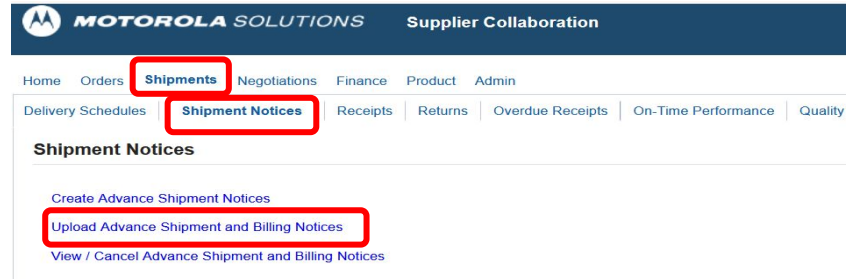 MOTOROLA SOLUTIONS Supplier Collaboration
Home Orders Shipments Negotiations Finance Product Admin
Delivery Schedules Shipment Notices Receipts Returns Overdue Receipts On-Time Performance Quality
Shipment Notices
Create Advance Shipment Notices
Upload Advance Shipment and Billing Notices
View / Cancel Advance Shipment and Billing Notices